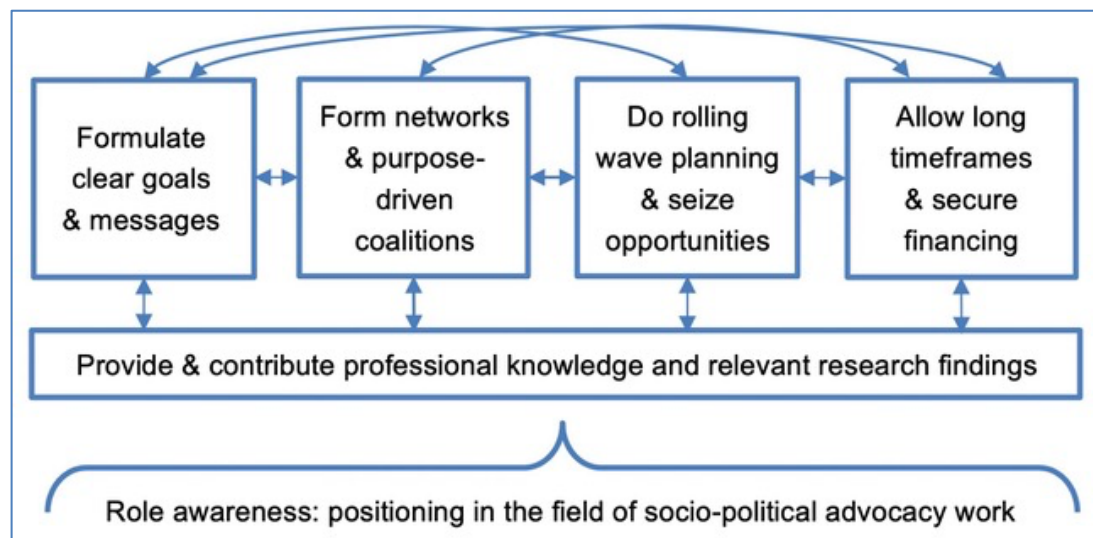 Formulate
clear goals
& messages
Form networks
& purpose-
driven
coalitions
Do rolling
wave planning
& seize
opportunities
Allow long
timeframes
& secure
financing
Provide & contribute professional knowledge and relevant research findings
Role awareness: positioning in the field of socio-political advocacy work